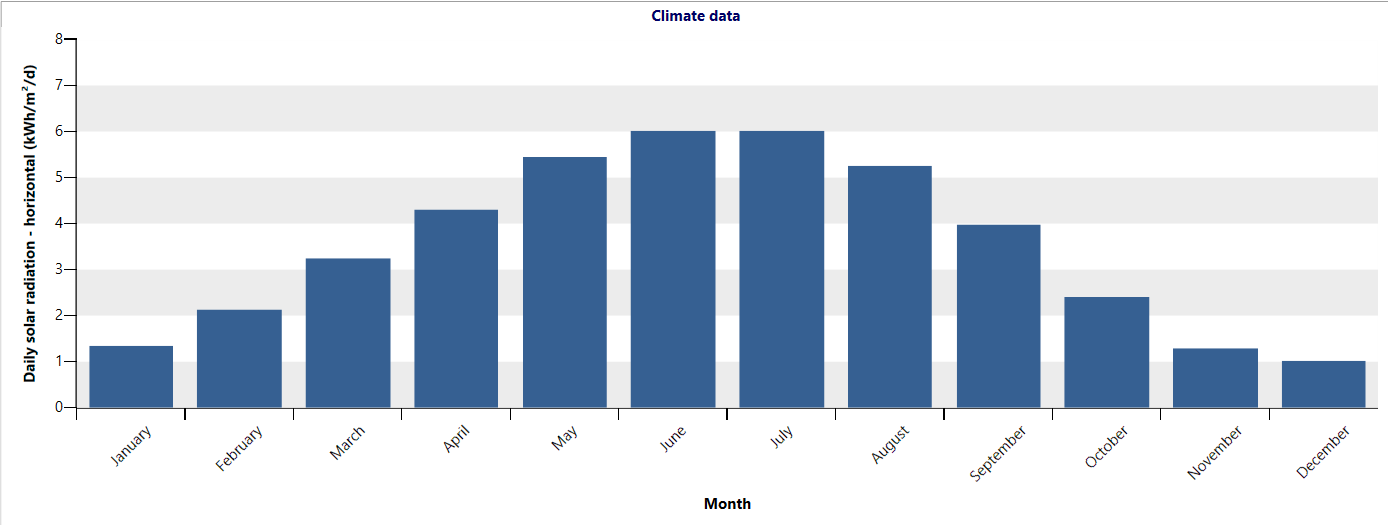 Climate data
Daily solar radiation - horizontal (kWh/m²/d)
8
7
6
5
4
3
2
1
0
January
February
March
April
May
June
July
August
September
October
November
December
Month